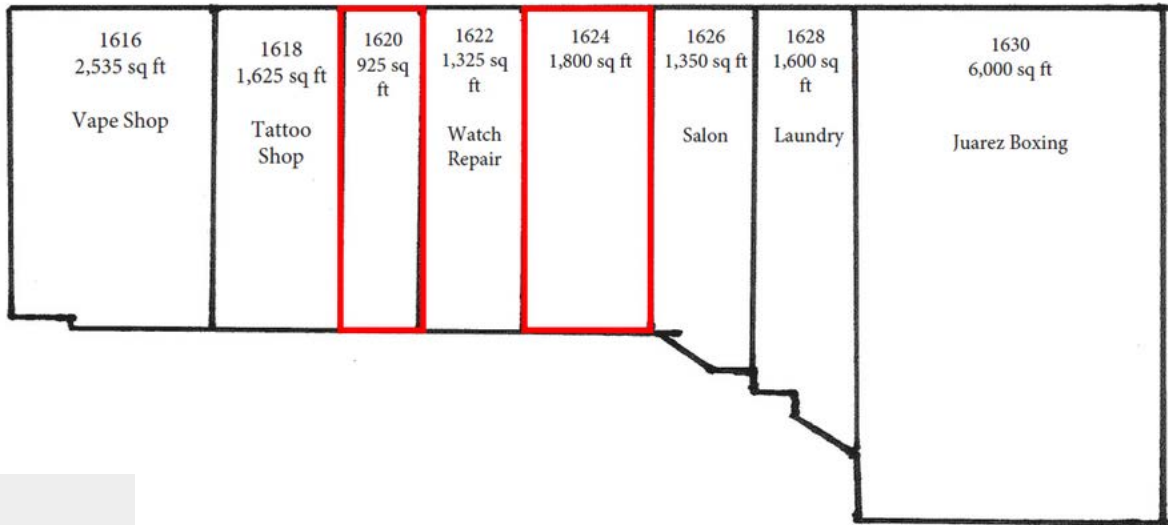 1616
2,535 sq ft
Vape Shop
1618
1,625 sq ft
Tattoo
Shop
1620
925 sq
ft
1622
1,325 sq
ft
Watch
Repair
1624
1,800 sq ft
1626
1,350 sq ft
Salon
1628
1,600 sq
ft
Laundry
1630
6,000 sq ft
Juarez Boxing